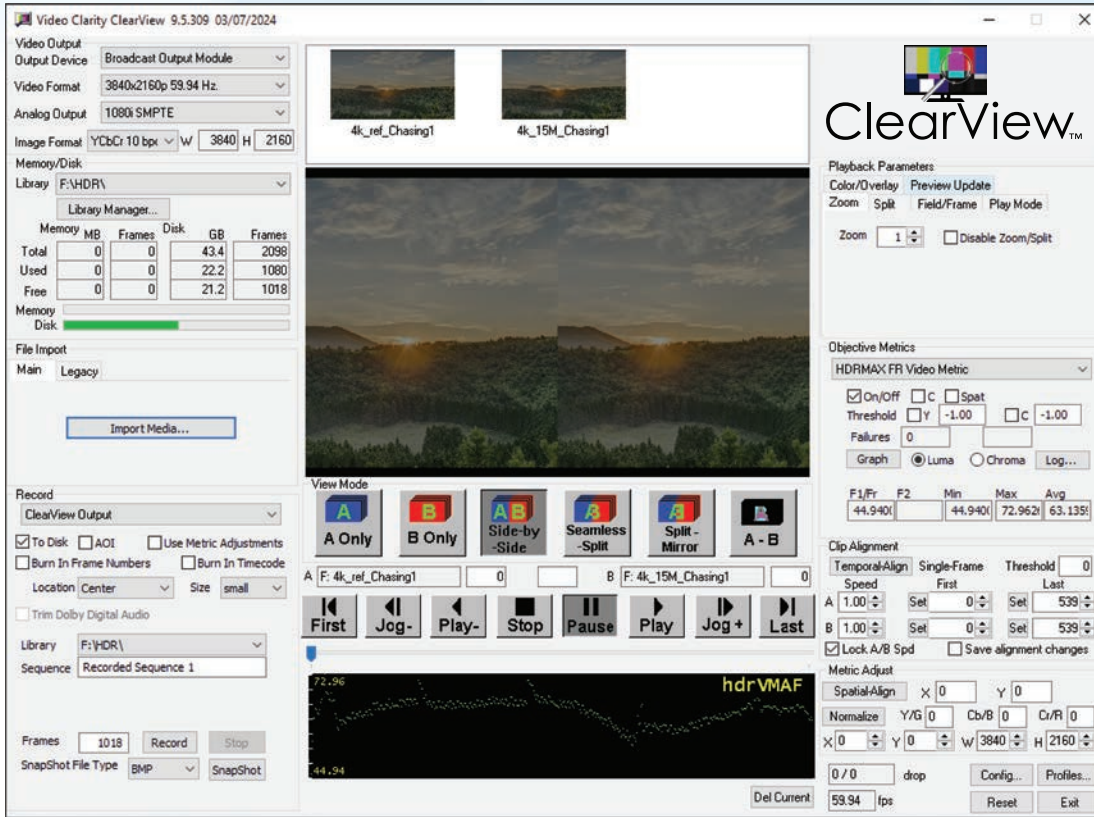 Video Clarity ClearView 9.5.309 03/07/2024
Video Output
Output Device Broadcast Output Module
Video Format 3840x2160p 59.94 Hz.
Analog Output 1080i SMPTE
Image Format YCbCr 10 bpc W 3840 H 2160
Memory/Disk
Library F:\HDR\
Library Manager...
Memory MB Frames Disk GB Frames
Total 0 0 43.4 2098
Used 0 0 22.2 1080
Free 0 0 21.2 1018
Memory
Disk
File Import
Main Legacy
Import Media...
Record
ClearView Output
To Disk AOI Use Metric Adjustments
Burn In Frame Numbers Burn In Timecode
Location Center Size small
Trim Dolby Digital Audio
Library F:\HDR\
Sequence Recorded Sequence 1
Frames 1018 Record Stop
SnapShot File Type BMP SnapShot
4k_ref_Chasing1 4k_15M_Chasing1
View Mode
A B AB AB A B
A Only B Only Side-by-Side Seamless-Split Split-Mirror A - B
A F: 4k_ref_Chasing1 0 B F: 4k_15M_Chasing1 0
First Jog- Play- Stop Pause Play Jog + Last
72.96 hdrVMAF
44.94
Del Current
ClearView™
Playback Parameters
Color/Overlay Preview Update
Zoom Split Field/Frame Play Mode
Zoom 1 Disable Zoom/Split
Objective Metrics
HDRMAX FR Video Metric
On/Off C Spat
Threshold Y -1.00 C -1.00
Failures 0
Graph Luma Chroma Log...
F1/Fr F2 Min Max Avg
44.940 44.940 72.962 63.135
Clip Alignment
Temporal-Align Single-Frame Threshold 0
Speed First Last
A 1.00 Set 0 Set 539
B 1.00 Set 0 Set 539
Lock A/B Spd Save alignment changes
Metric Adjust
Spatial-Align X 0 Y 0
Normalize Y/G 0 Cb/B 0 Cr/R 0
X 0 Y 0 W 3840 H 2160
0 / 0 drop Config... Profiles...
59.94 fps Reset Exit